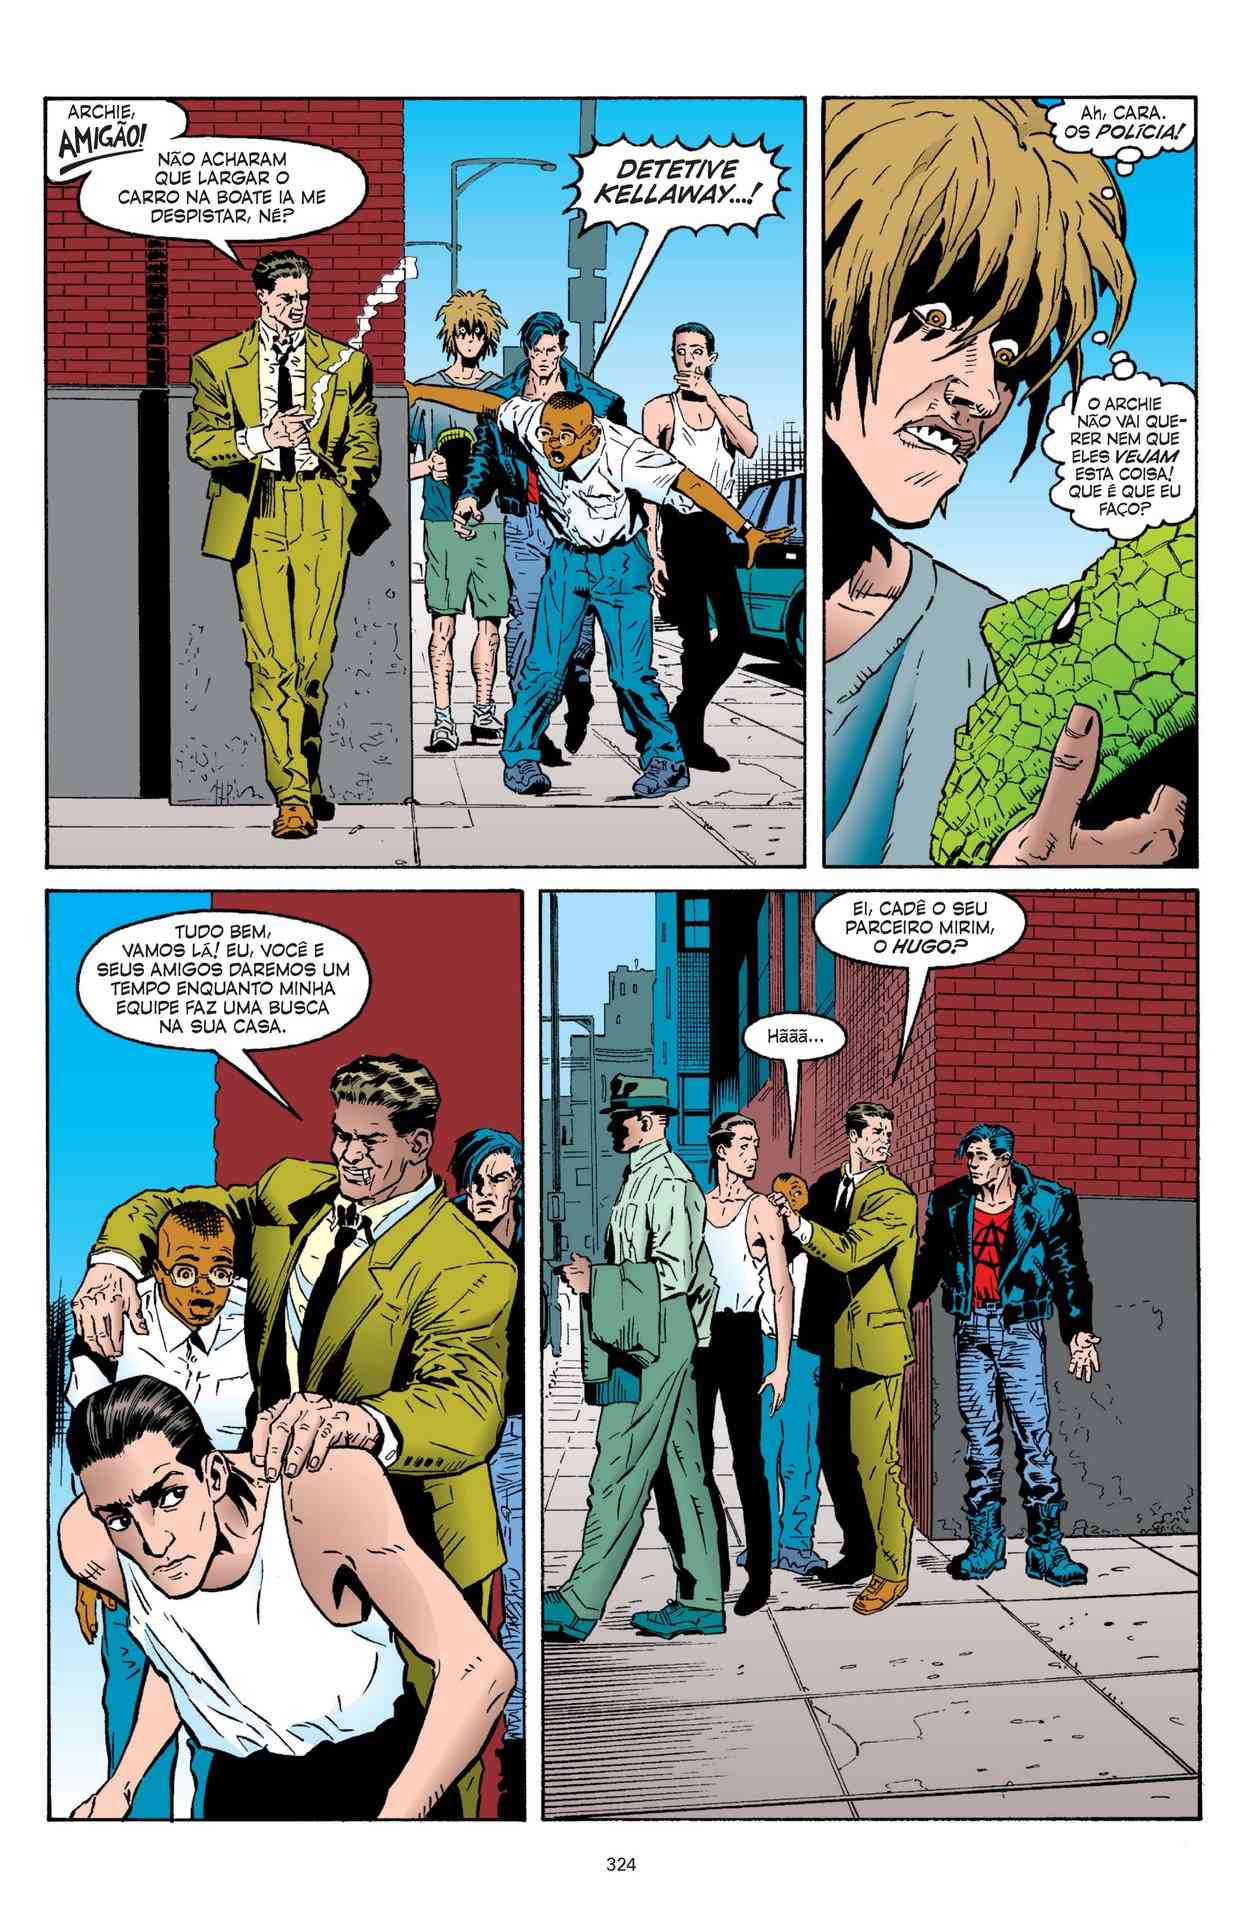 ARCHIE,
AMIGÃO!
NÃO ACHARAM
QUE LARGAR O
CARRO NA BOATE IA ME
DESPISTAR, NÉ?
DETETIVE
KELLAWAY...!
Ah, CARA.
OS POLÍCIA!
O ARCHIE
NÃO VAI QUE-
RER NEM QUE
ELES VEJAM
ESTA COISA!
QUE É QUE EU
FAÇO?
TUDO BEM,
VAMOS LÁ! EU, VOCÊ E
SEUS AMIGOS DAREMOS UM
TEMPO ENQUANTO MINHA
EQUIPE FAZ UMA BUSCA
NA SUA CASA.
EI, CADÊ O SEU
PARCEIRO MIRIM,
O HUGO?
Hããã...
324